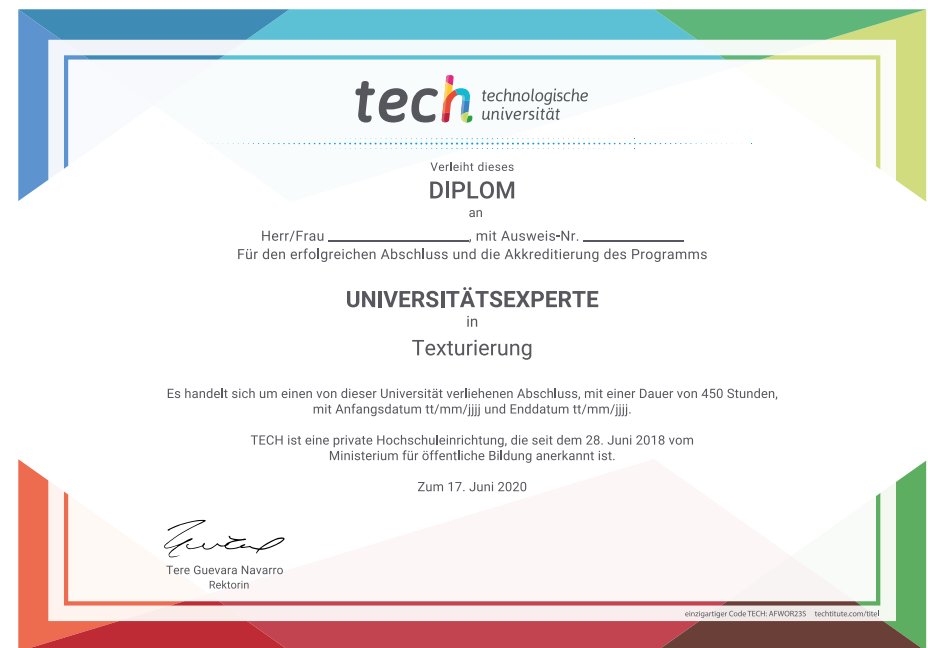 tech technologische
universität
Verleiht dieses
DIPLOM
an
Herr/Frau ____________, mit Ausweis-Nr. ____________
Für den erfolgreichen Abschluss und die Akkreditierung des Programms
UNIVERSITÄTSEXPERTE
in
Texturierung
Es handelt sich um einen von dieser Universität verliehenen Abschluss, mit einer Dauer von 450 Stunden,
mit Anfangsdatum tt/mm/jjjj und Enddatum tt/mm/jjjj.
TECH ist eine private Hochschuleinrichtung, die seit dem 28. Juni 2018 vom
Ministerium für öffentliche Bildung anerkannt ist.
Zum 17. Juni 2020
Tere Guevara Navarro
Rektorin
einzigartiger Code TECH: AFWOR23S techtitute.com/titel